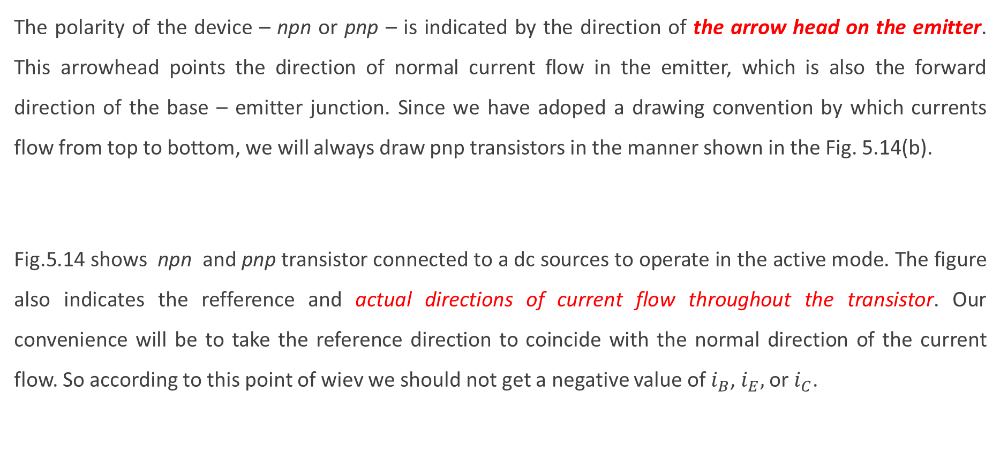 The polarity of the device – npn or pnp – is indicated by the direction of the arrow head on the emitter.
This arrowhead points the direction of normal current flow in the emitter, which is also the forward
direction of the base – emitter junction. Since we have adoped a drawing convention by which currents
flow from top to bottom, we will always draw pnp transistors in the manner shown in the Fig. 5.14(b).
Fig.5.14 shows npn and pnp transistor connected to a dc sources to operate in the active mode. The figure
also indicates the refference and actual directions of current flow throughout the transistor. Our
convenience will be to take the reference direction to coincide with the normal direction of the current
flow. So according to this point of wiev we should not get a negative value of i_B, i_E, or i_C.